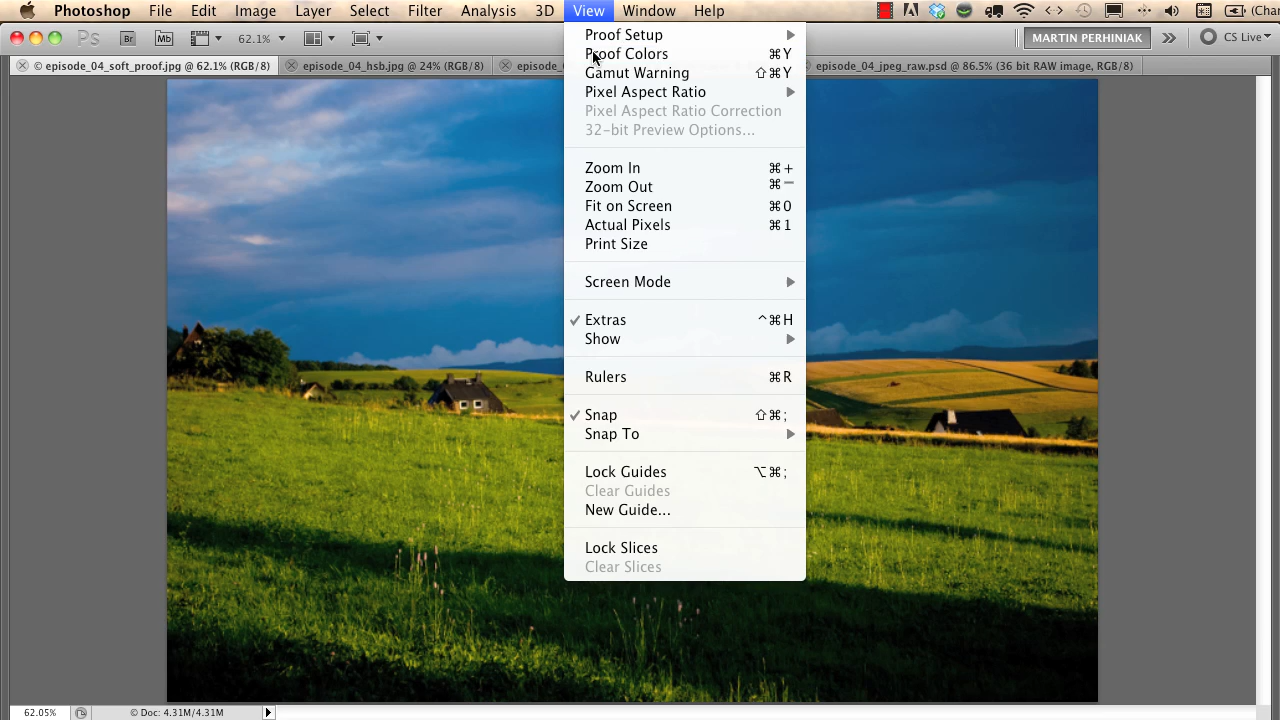 Photoshop File Edit Image Layer Select Filter Analysis 3D View Window Help (Char
Ps Br Mb 62.1% MARTIN PERHINIAK CS Live
© episode_04_soft_proof.jpg @ 62.1% (RGB/8) episode_04_hsb.jpg @ 24% (RGB/8) episode_04_jpeg_raw.psd @ 86.5% (36 bit RAW image, RGB/8)
Proof Setup
Proof Colors ⌘Y
Gamut Warning ⇧⌘Y
Pixel Aspect Ratio
Pixel Aspect Ratio Correction
32-bit Preview Options...
Zoom In ⌘+
Zoom Out ⌘−
Fit on Screen ⌘0
Actual Pixels ⌘1
Print Size
Screen Mode
✓ Extras ^⌘H
Show
Rulers ⌘R
✓ Snap ⇧⌘;
Snap To
Lock Guides ⌥⌘;
Clear Guides
New Guide...
Lock Slices
Clear Slices
62.05% © Doc: 4.31M/4.31M